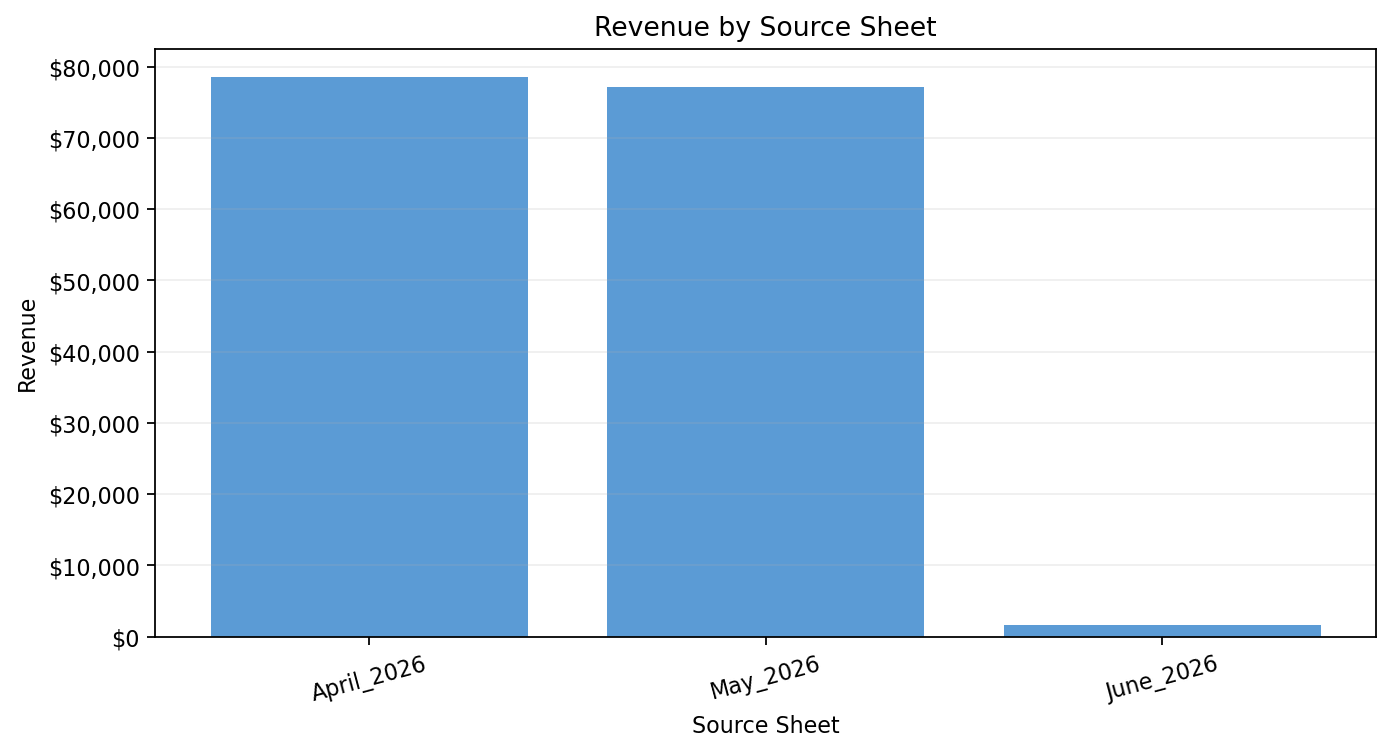 Revenue by Source Sheet
Revenue
$80,000
$70,000
$60,000
$50,000
$40,000
$30,000
$20,000
$10,000
$0
April_2026
May_2026
June_2026
Source Sheet